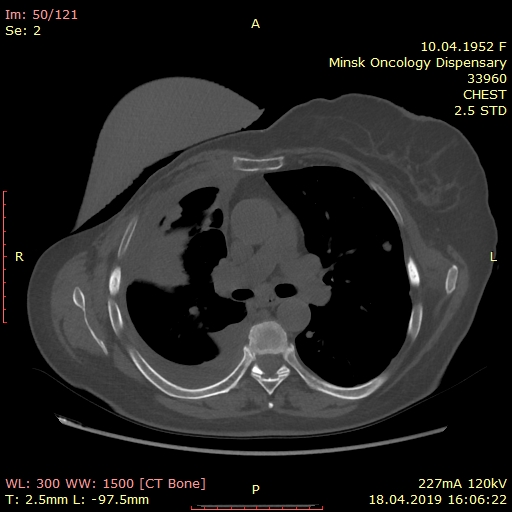 Im: 50/121
Se: 2
A
10.04.1952 F
Minsk Oncology Dispensary
33960
CHEST
2.5 STD
R
L
WL: 300 WW: 1500 [CT Bone]
T: 2.5mm L: -97.5mm
P
227mA 120kV
18.04.2019 16:06:22